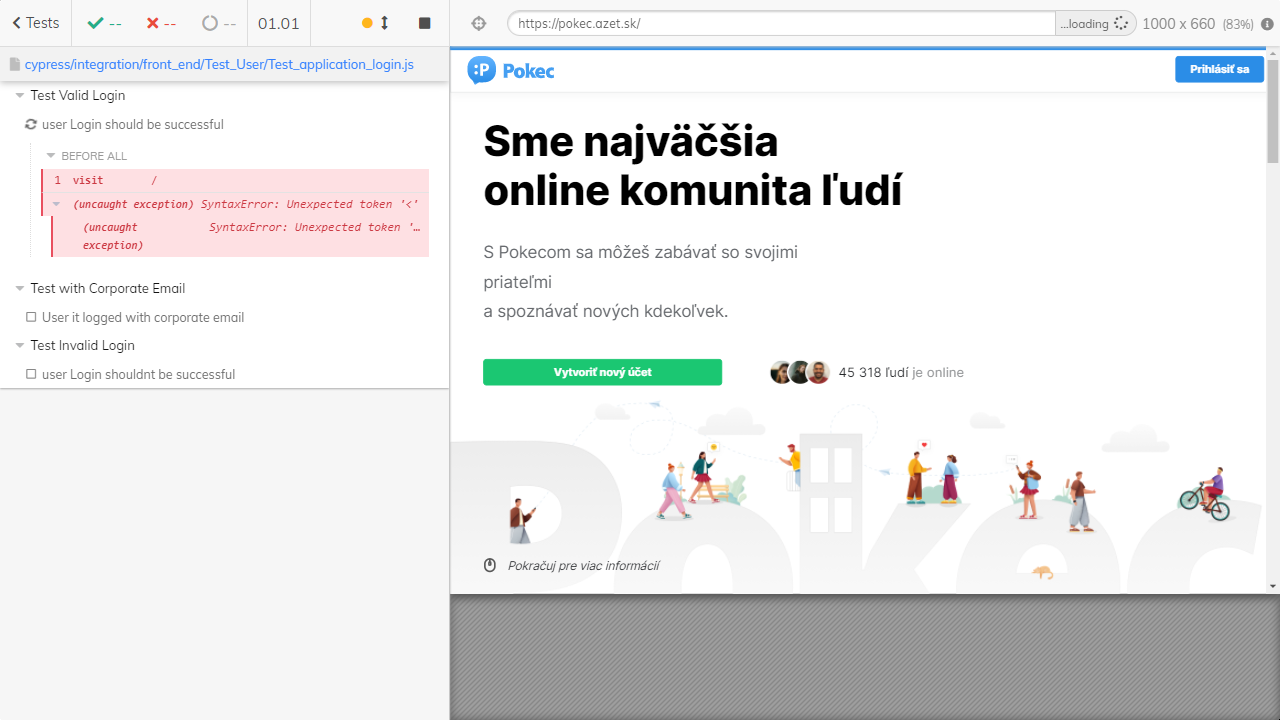 Tests
--
--
--
01.01
https://pokec.azet.sk/
...loading
1000 x 660 (83%)
cypress/integration/front_end/Test_User/Test_application_login.js
Test Valid Login
user Login should be successful
BEFORE ALL
1 visit /
(uncaught exception) SyntaxError: Unexpected token '<'
(uncaught exception) SyntaxError: Unexpected token '…
Test with Corporate Email
User it logged with corporate email
Test Invalid Login
user Login shouldnt be successful
:P Pokec
Prihlásiť sa
Sme najväčšia
online komunita ľudí
S Pokecom sa môžeš zabávať so svojimi
priateľmi
a spoznávať nových kdekoľvek.
Vytvoriť nový účet
45 318 ľudí je online
Pokec
Pokračuj pre viac informácií